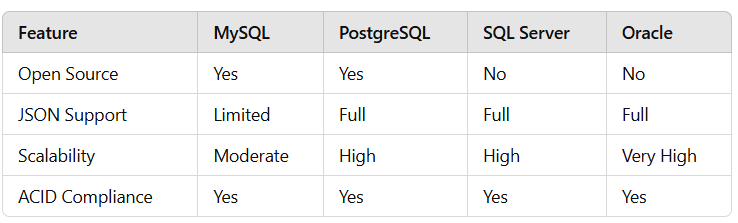 Feature MySQL PostgreSQL SQL Server Oracle
Open Source Yes Yes No No
JSON Support Limited Full Full Full
Scalability Moderate High High Very High
ACID Compliance Yes Yes Yes Yes